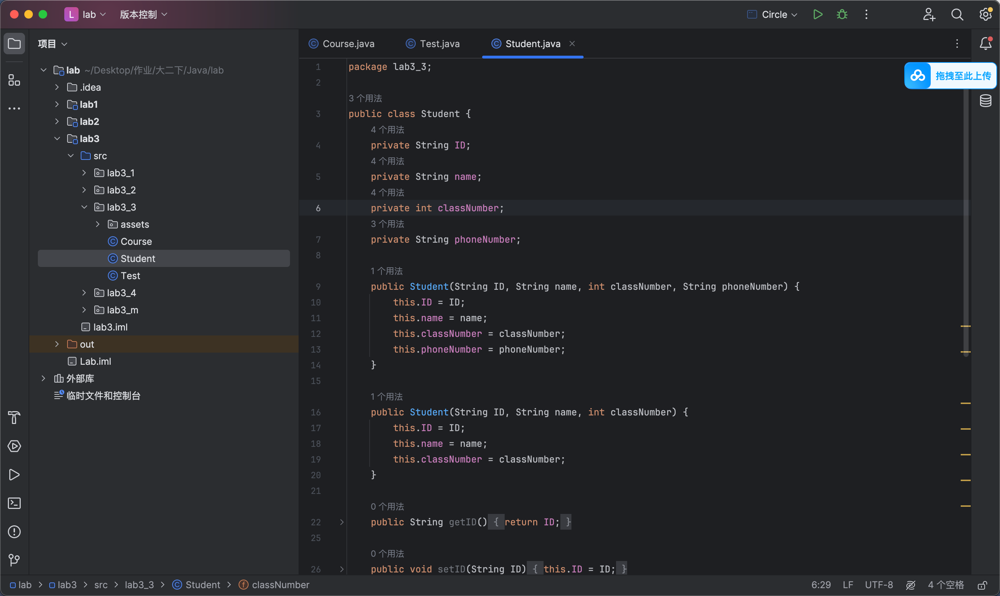 L lab 版本控制 Circle
项目
lab ~/Desktop/作业/大二下/Java/lab
.idea
lab1
lab2
lab3
src
lab3_1
lab3_2
lab3_3
assets
Course
Student
Test
lab3_4
lab3_m
lab3.iml
out
Lab.iml
外部库
临时文件和控制台
Course.java Test.java Student.java
拖拽至此上传
1 package lab3_3;
2
3 个用法
3 public class Student {
4 个用法
4 private String ID;
4 个用法
5 private String name;
4 个用法
6 private int classNumber;
3 个用法
7 private String phoneNumber;
8
1 个用法
9 public Student(String ID, String name, int classNumber, String phoneNumber) {
10 this.ID = ID;
11 this.name = name;
12 this.classNumber = classNumber;
13 this.phoneNumber = phoneNumber;
14 }
15
1 个用法
16 public Student(String ID, String name, int classNumber) {
17 this.ID = ID;
18 this.name = name;
19 this.classNumber = classNumber;
20 }
21
0 个用法
22 public String getID() { return ID; }
25
0 个用法
26 public void setID(String ID) { this.ID = ID; }
lab > lab3 > src > lab3_3 > Student > classNumber 6:29 LF UTF-8 4 个空格